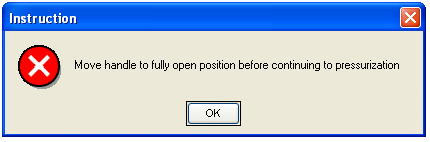 Instruction
Move handle to fully open position before continuing to pressurization
OK